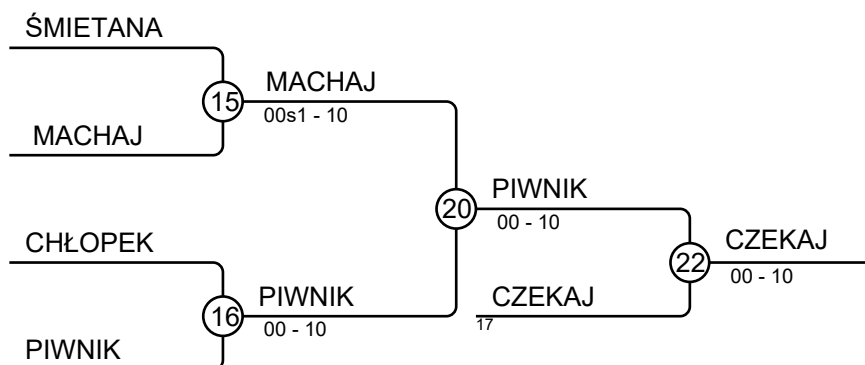 ŚMIETANA
15
MACHAJ
00s1 - 10
MACHAJ
20
PIWNIK
00 - 10
CHŁOPEK
22
CZEKAJ
00 - 10
16
PIWNIK
00 - 10
CZEKAJ
17
PIWNIK